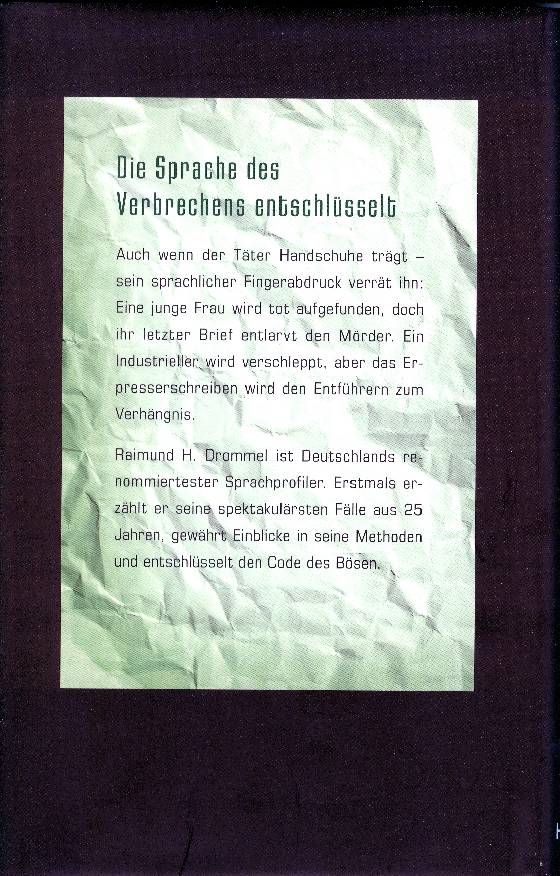 Die Sprache des
Verbrechens entschlüsselt
Auch wenn der Täter Handschuhe trägt –
sein sprachlicher Fingerabdruck verrät ihn:
Eine junge Frau wird tot aufgefunden, doch
ihr letzter Brief entlarvt den Mörder. Ein
Industrieller wird verschleppt, aber das Er-
presserschreiben wird den Entführern zum
Verhängnis.
Raimund H. Drommel ist Deutschlands re-
nommiertester Sprachprofiler. Erstmals er-
zählt er seine spektakulärsten Fälle aus 25
Jahren, gewährt Einblicke in seine Methoden
und entschlüsselt den Code des Bösen.